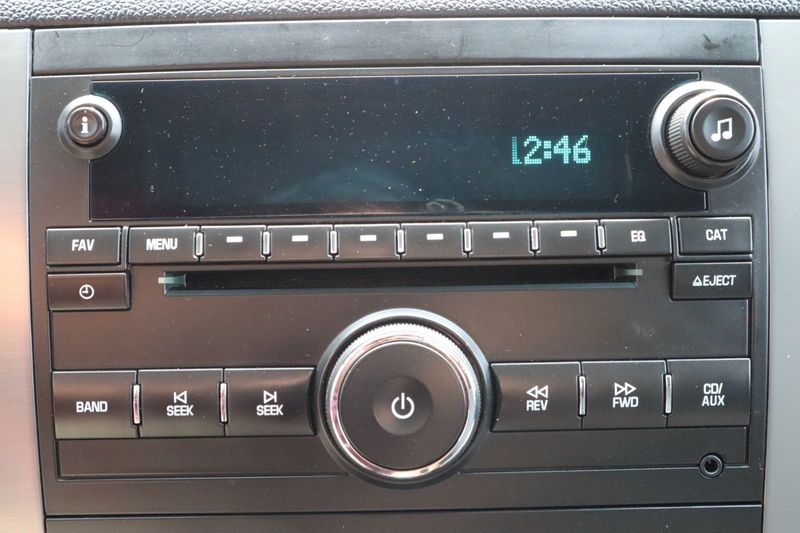 i
12:46
FAV
MENU
EQ
CAT
EJECT
BAND
SEEK
SEEK
REV
FWD
CD/
AUX